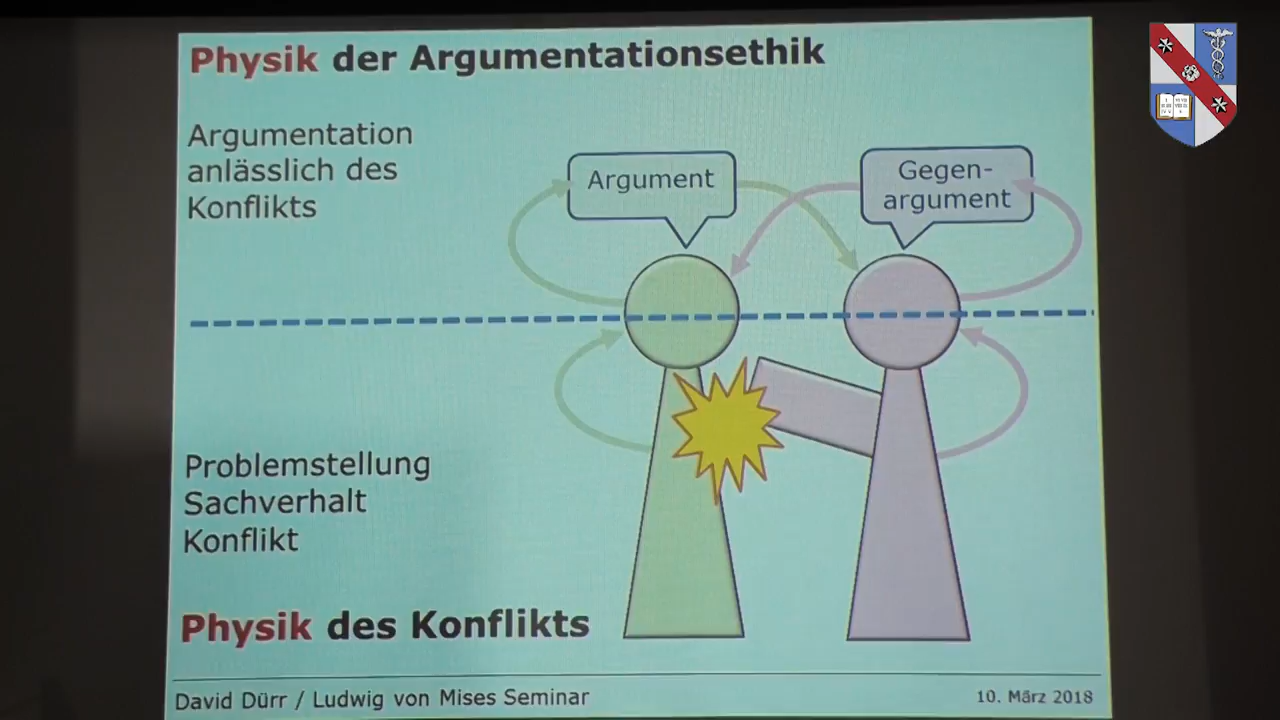 Physik der Argumentationsethik
Argumentation
anlässlich des
Konflikts
Argument
Gegen-
argument
Problemstellung
Sachverhalt
Konflikt
Physik des Konflikts
David Dürr / Ludwig von Mises Seminar
10. März 2018